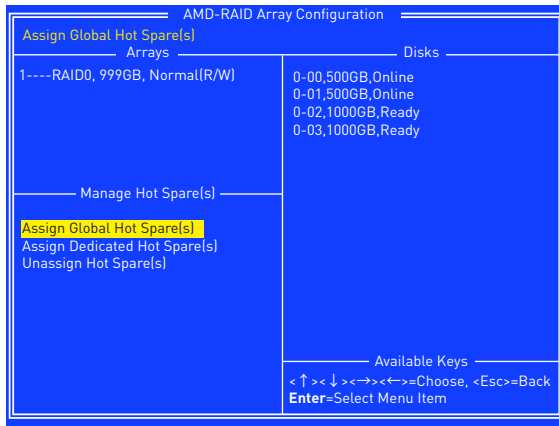 AMD-RAID Array Configuration
Assign Global Hot Spare(s)
Arrays
1----RAID0, 999GB, Normal(R/W)
Disks
0-00,500GB,Online
0-01,500GB,Online
0-02,1000GB,Ready
0-03,1000GB,Ready
Manage Hot Spare(s)
Assign Global Hot Spare(s)
Assign Dedicated Hot Spare(s)
Unassign Hot Spare(s)
Available Keys
<↑><↓><→><←>=Choose, <Esc>=Back
Enter=Select Menu Item